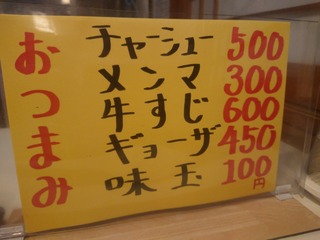 おつまみ
チャーシュー 500
メンマ 300
牛すじ 600
ギョーザ 450
味玉 100円